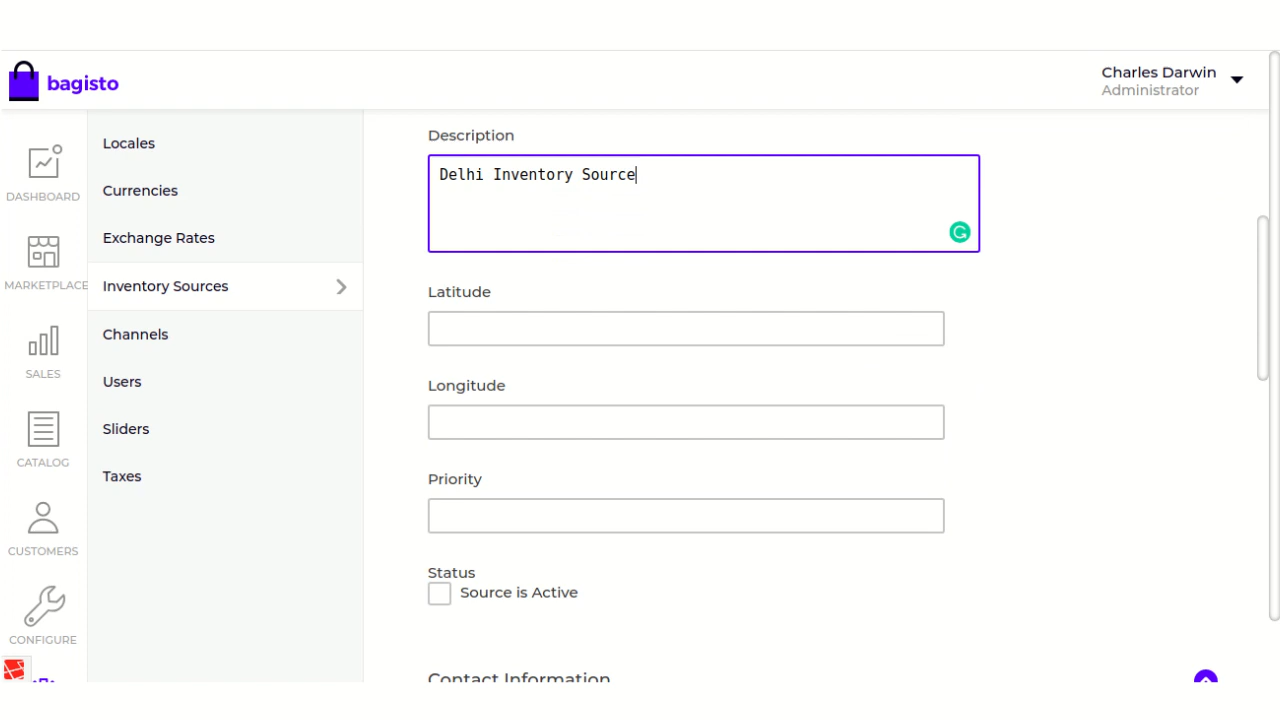 bagisto
Charles Darwin
Administrator
DASHBOARD
MARKETPLACE
SALES
CATALOG
CUSTOMERS
CONFIGURE
Locales
Currencies
Exchange Rates
Inventory Sources
Channels
Users
Sliders
Taxes
Description
Delhi Inventory Source
Latitude
Longitude
Priority
Status
Source is Active
Contact Information